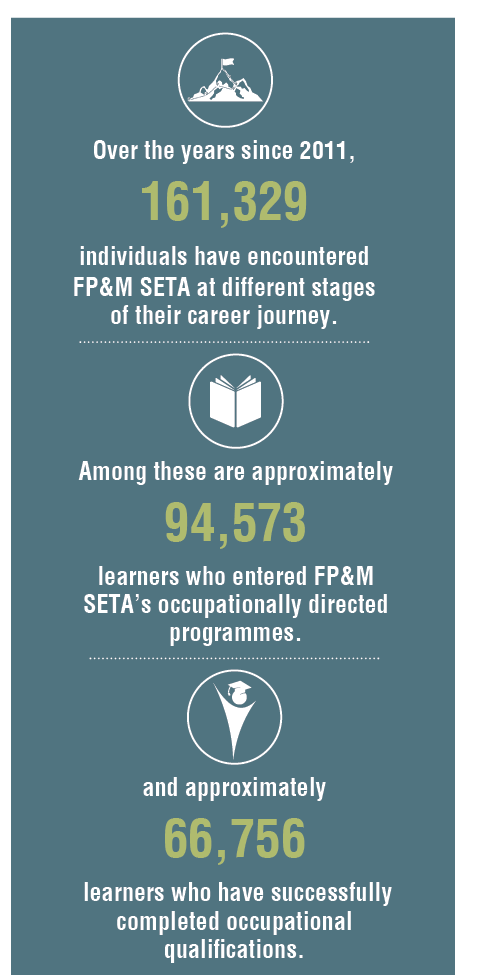 Over the years since 2011,
161,329
individuals have encountered
FP&M SETA at different stages
of their career journey.
Among these are approximately
94,573
learners who entered FP&M
SETA’s occupationally directed
programmes.
and approximately
66,756
learners who have successfully
completed occupational
qualifications.